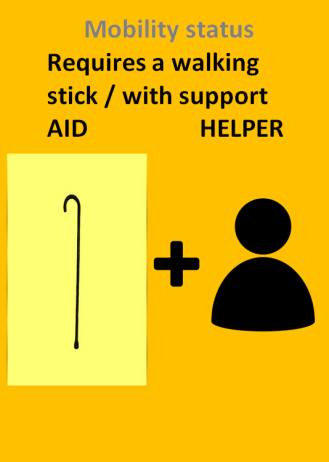 Mobility status
Requires a walking
stick / with support
AID HELPER